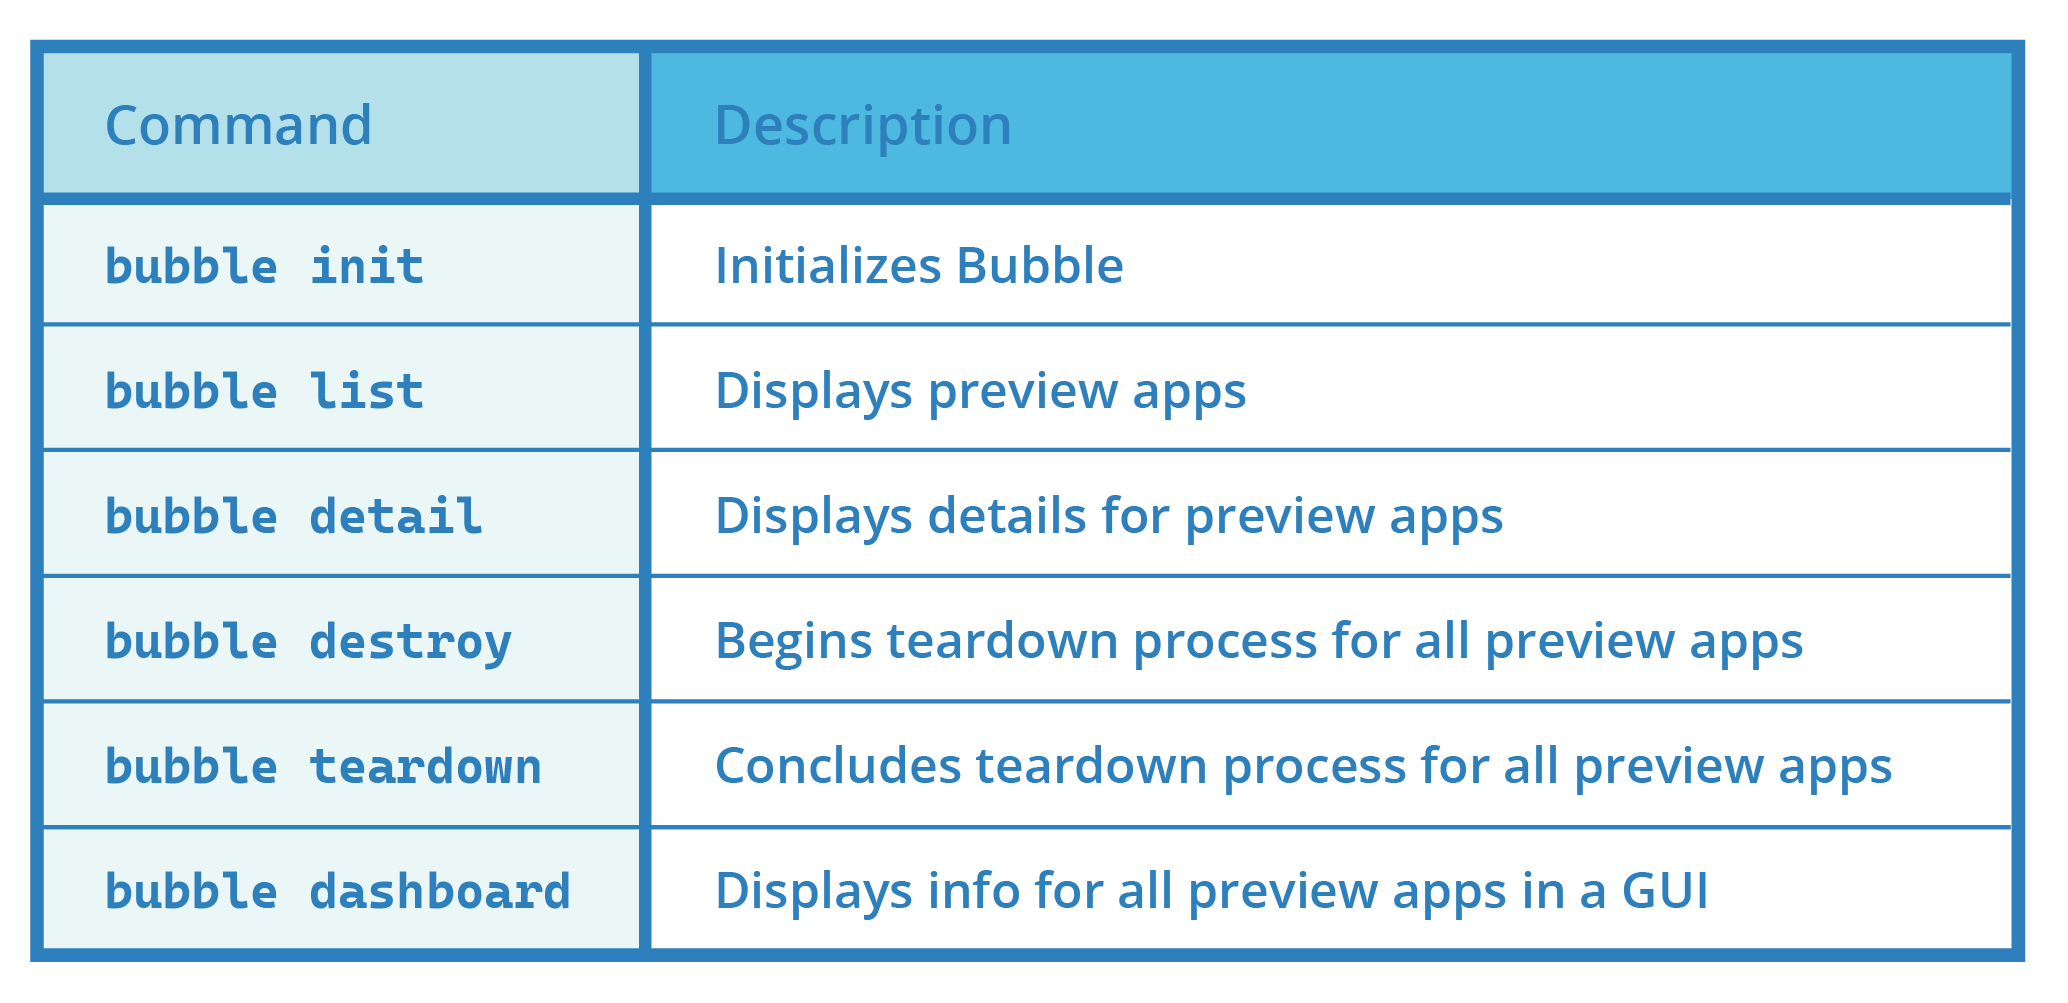 Command Description
bubble init Initializes Bubble
bubble list Displays preview apps
bubble detail Displays details for preview apps
bubble destroy Begins teardown process for all preview apps
bubble teardown Concludes teardown process for all preview apps
bubble dashboard Displays info for all preview apps in a GUI